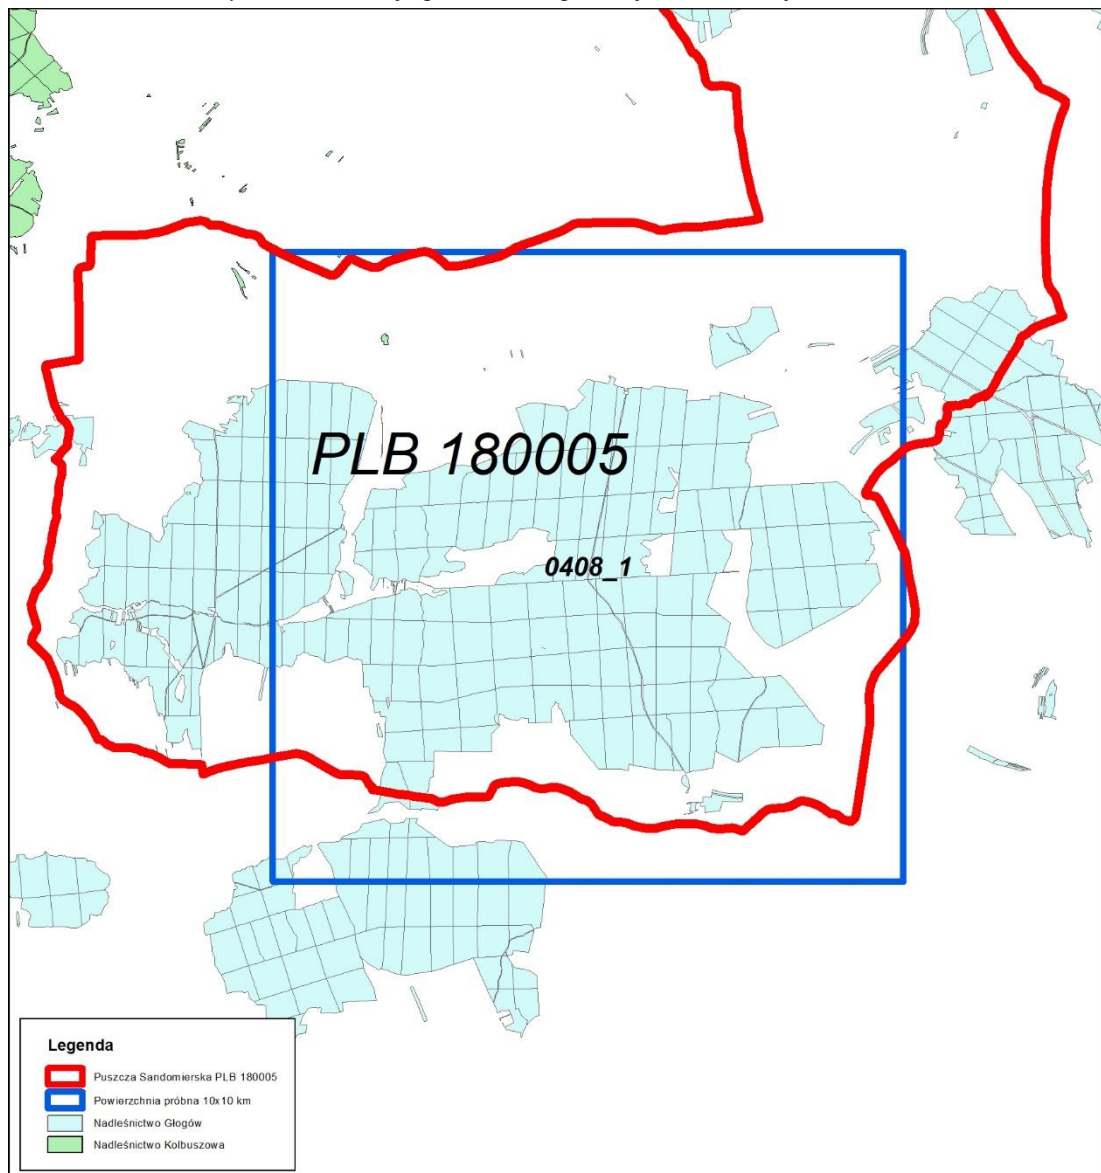 PLB 180005
0408_1
Legenda
Puszcza Sandomierska PLB 180005
Powierzchnia próbna 10x10 km
Nadleśnictwo Głogów
Nadleśnictwo Kolbuszowa